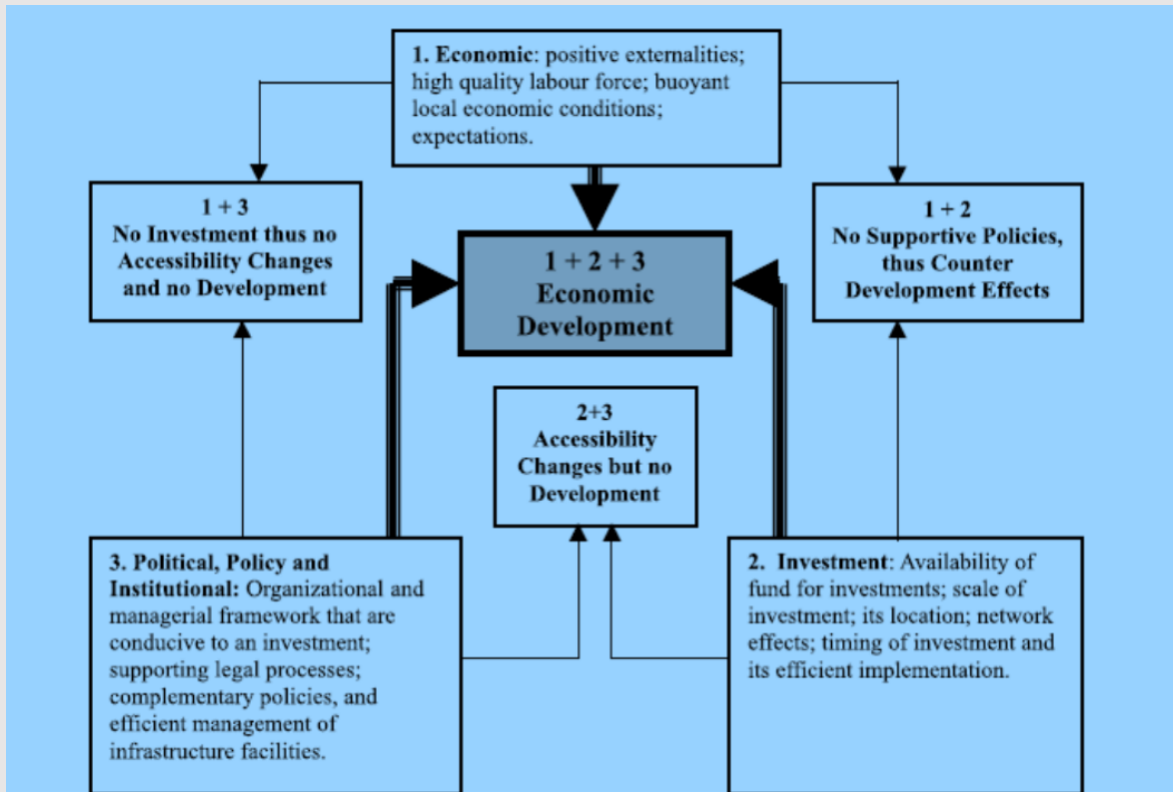 1. Economic: positive externalities;
high quality labour force; buoyant
local economic conditions;
expectations.
1 + 3
No Investment thus no
Accessibility Changes
and no Development
1 + 2
No Supportive Policies,
thus Counter
Development Effects
1 + 2 + 3
Economic
Development
2+3
Accessibility
Changes but no
Development
3. Political, Policy and
Institutional: Organizational and
managerial framework that are
conducive to an investment;
supporting legal processes;
complementary policies, and
efficient management of
infrastructure facilities.
2. Investment: Availability of
fund for investments; scale of
investment; its location; network
effects; timing of investment and
its efficient implementation.